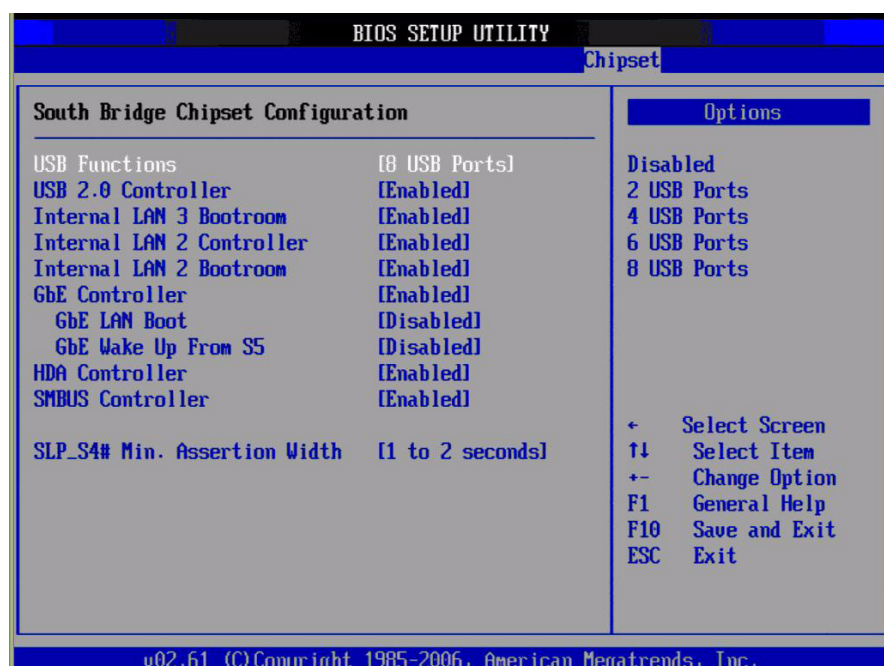 BIOS SETUP UTILITY
Chipset
South Bridge Chipset Configuration
USB Functions [8 USB Ports]
USB 2.0 Controller [Enabled]
Internal LAN 3 Bootroom [Enabled]
Internal LAN 2 Controller [Enabled]
Internal LAN 2 Bootroom [Enabled]
GbE Controller [Enabled]
GbE LAN Boot [Disabled]
GbE Wake Up From S5 [Disabled]
HDA Controller [Enabled]
SMBUS Controller [Enabled]
SLP_S4# Min. Assertion Width [1 to 2 seconds]
Options
Disabled
2 USB Ports
4 USB Ports
6 USB Ports
8 USB Ports
← Select Screen
↑↓ Select Item
+- Change Option
F1 General Help
F10 Save and Exit
ESC Exit
v02.61 (C)Copyright 1985-2006, American Megatrends, Inc.